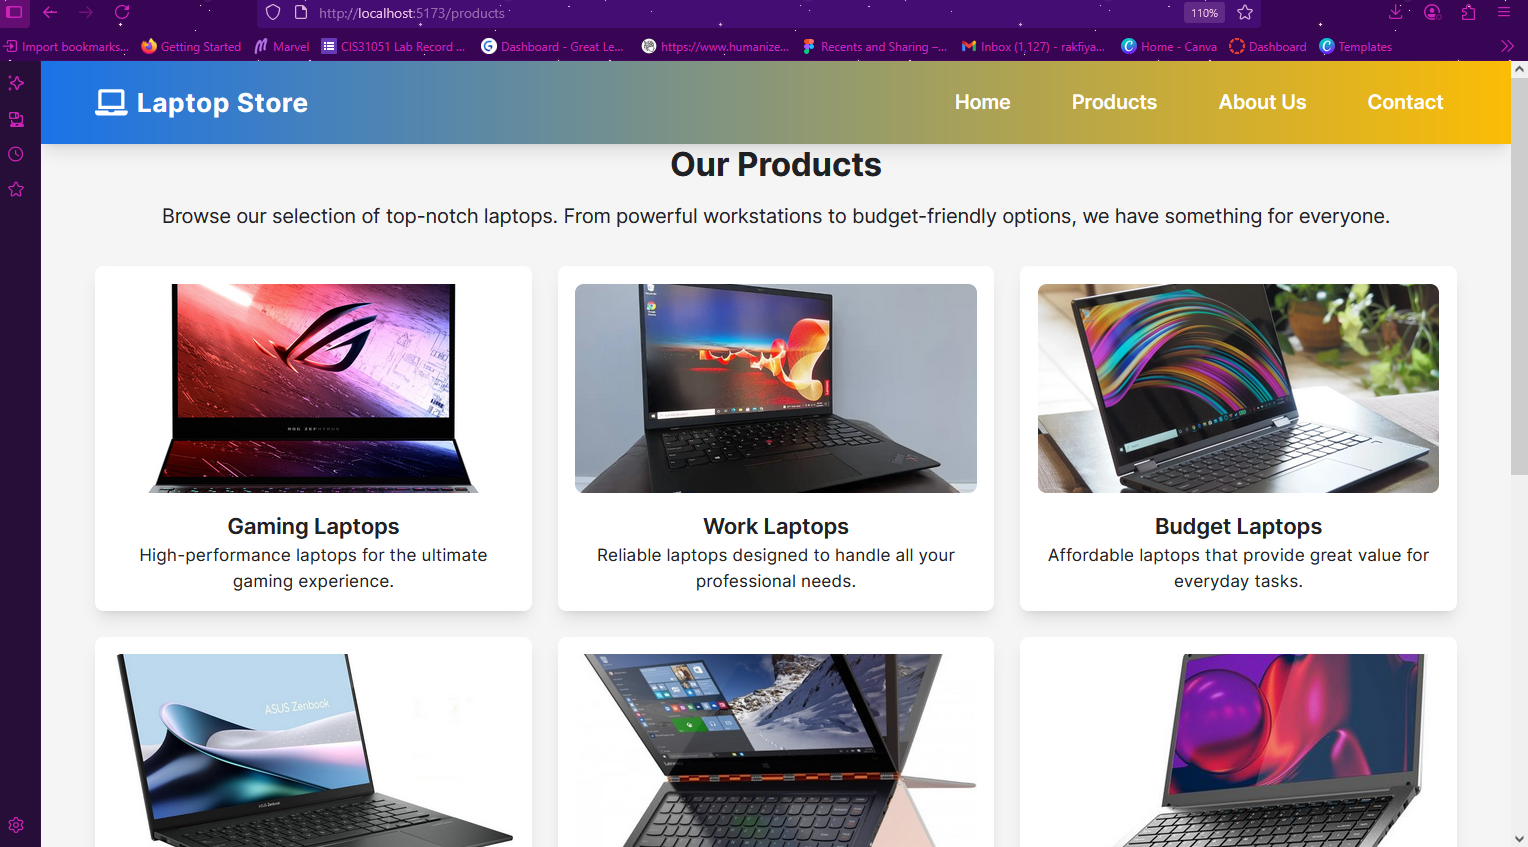 http://localhost:5173/products
110%
Import bookmarks...
Getting Started
Marvel
CIS31051 Lab Record ...
Dashboard - Great Le...
https://www.humanize...
Recents and Sharing –...
Inbox (1,127) - rakfiya...
Home - Canva
Dashboard
Templates
Laptop Store
Home
Products
About Us
Contact
Our Products
Browse our selection of top-notch laptops. From powerful workstations to budget-friendly options, we have something for everyone.
Gaming Laptops
High-performance laptops for the ultimate
gaming experience.
Work Laptops
Reliable laptops designed to handle all your
professional needs.
Budget Laptops
Affordable laptops that provide great value for
everyday tasks.
ASUS Zenbook
ASUS Zenbook